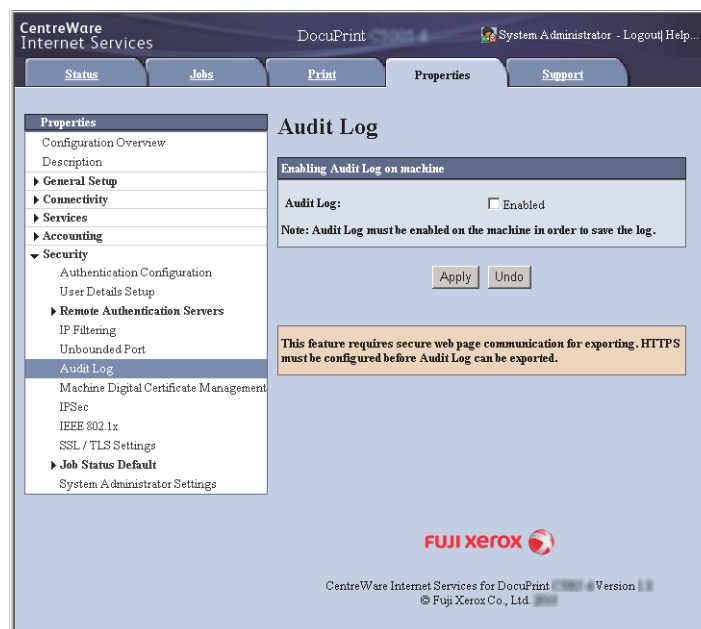 CentreWare
Internet Services
DocuPrint
System Administrator - Logout| Help...
Status
Jobs
Print
Properties
Support
Properties
Configuration Overview
Description
General Setup
Connectivity
Services
Accounting
Security
Authentication Configuration
User Details Setup
Remote Authentication Servers
IP Filtering
Unbounded Port
Audit Log
Machine Digital Certificate Management
IPSec
IEEE 802.1x
SSL / TLS Settings
Job Status Default
System Administrator Settings
Audit Log
Enabling Audit Log on machine
Audit Log:
Enabled
Note: Audit Log must be enabled on the machine in order to save the log.
Apply
Undo
This feature requires secure web page communication for exporting. HTTPS
must be configured before Audit Log can be exported.
FUJI xerox
CentreWare Internet Services for DocuPrint Version
© Fuji Xerox Co., Ltd.